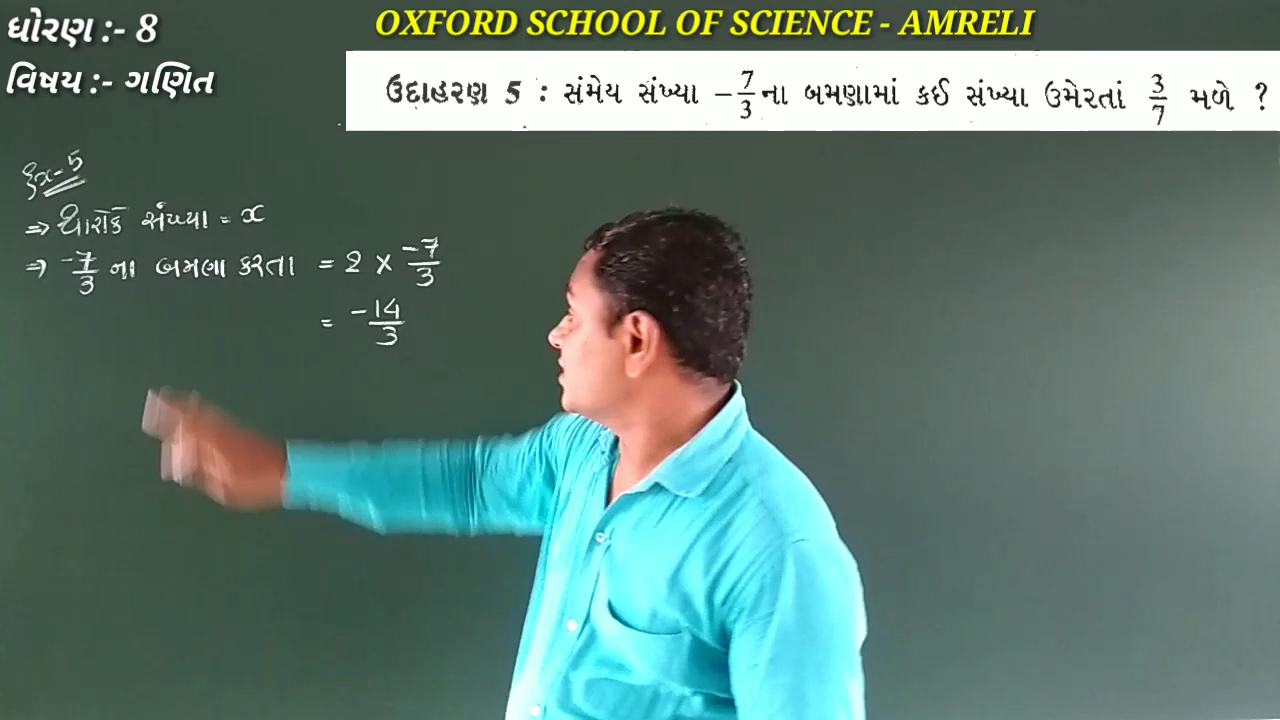 ધોરણ :- 8
વિષય :- ગણિત
OXFORD SCHOOL OF SCIENCE - AMRELI
ઉદાહરણ 5 : સંમેય સંખ્યા -7/3 ના બમણામાં કઈ સંખ્યા ઉમેરતાં 3/7 મળે ?
Ex-5
⇒ ધારોકે સંખ્યા = x
⇒ -7/3 ના બમણા કરતા = 2 × -7/3
= -14/3